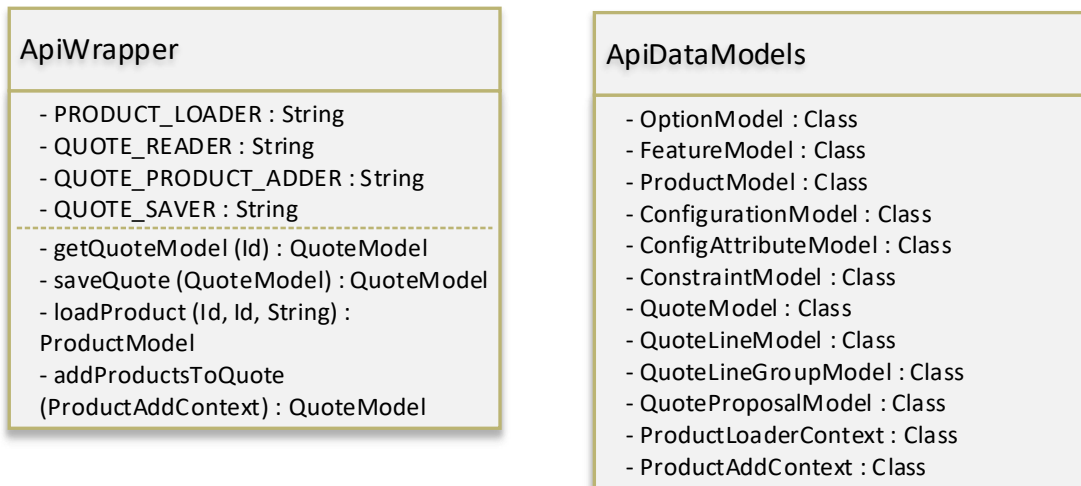 ApiWrapper
- PRODUCT_LOADER : String
- QUOTE_READER : String
- QUOTE_PRODUCT_ADDER : String
- QUOTE_SAVER : String
- getQuoteModel (Id) : QuoteModel
- saveQuote (QuoteModel) : QuoteModel
- loadProduct (Id, Id, String) :
ProductModel
- addProductsToQuote
(ProductAddContext) : QuoteModel
ApiDataModels
- OptionModel : Class
- FeatureModel : Class
- ProductModel : Class
- ConfigurationModel : Class
- ConfigAttributeModel : Class
- ConstraintModel : Class
- QuoteModel : Class
- QuoteLineModel : Class
- QuoteLineGroupModel : Class
- QuoteProposalModel : Class
- ProductLoaderContext : Class
- ProductAddContext : Class